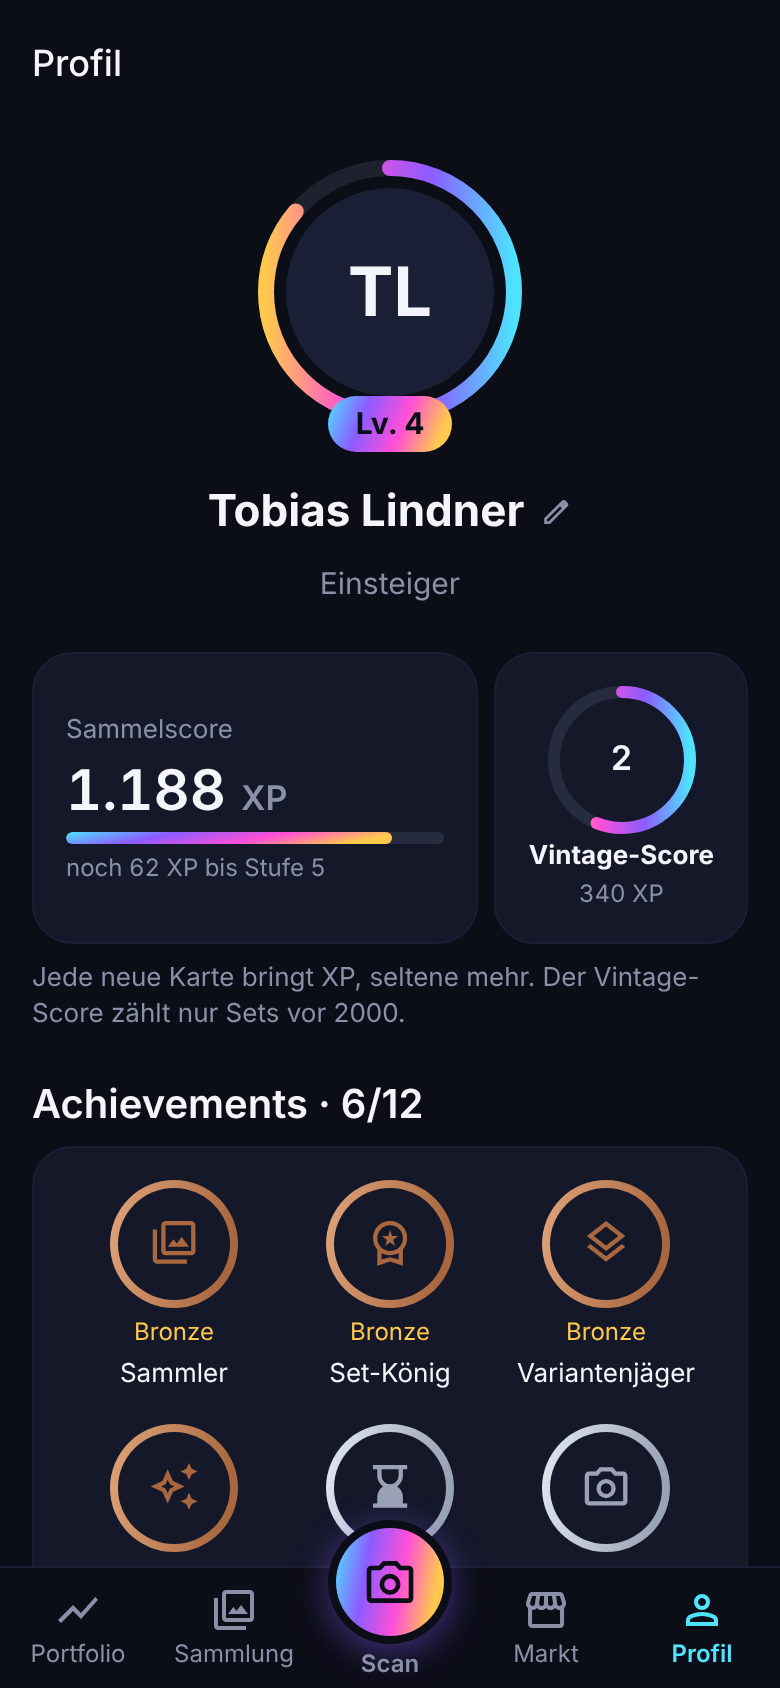 Profil
TL
Lv. 4
Tobias Lindner
Einsteiger
Sammelscore
1.188 XP
noch 62 XP bis Stufe 5
2
Vintage-Score
340 XP
Jede neue Karte bringt XP, seltene mehr. Der Vintage-
Score zählt nur Sets vor 2000.
Achievements · 6/12
Bronze
Sammler
Bronze
Set-König
Bronze
Variantenjäger
Portfolio
Sammlung
Scan
Markt
Profil